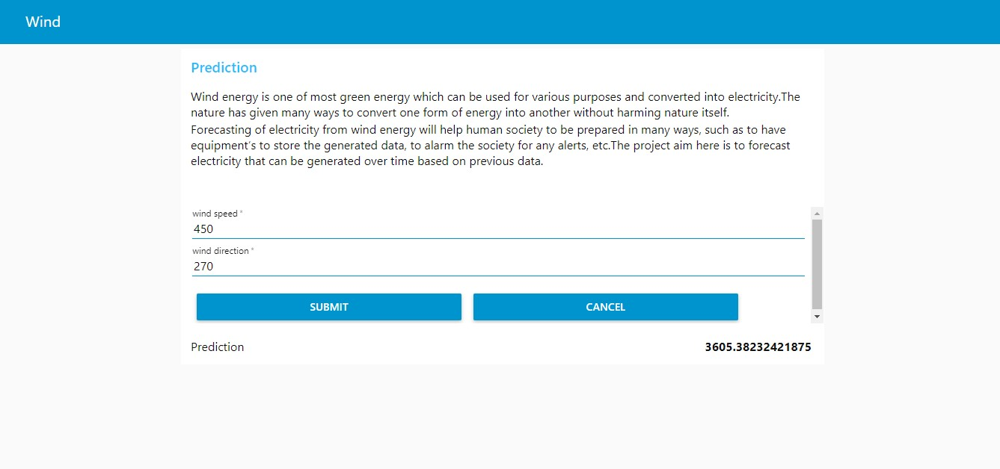 Wind
Prediction
Wind energy is one of most green energy which can be used for various purposes and converted into electricity.The
nature has given many ways to convert one form of energy into another without harming nature itself.
Forecasting of electricity from wind energy will help human society to be prepared in many ways, such as to have
equipment's to store the generated data, to alarm the society for any alerts, etc.The project aim here is to forecast
electricity that can be generated over time based on previous data.
wind speed *
450
wind direction *
270
SUBMIT CANCEL
Prediction 3605.38232421875